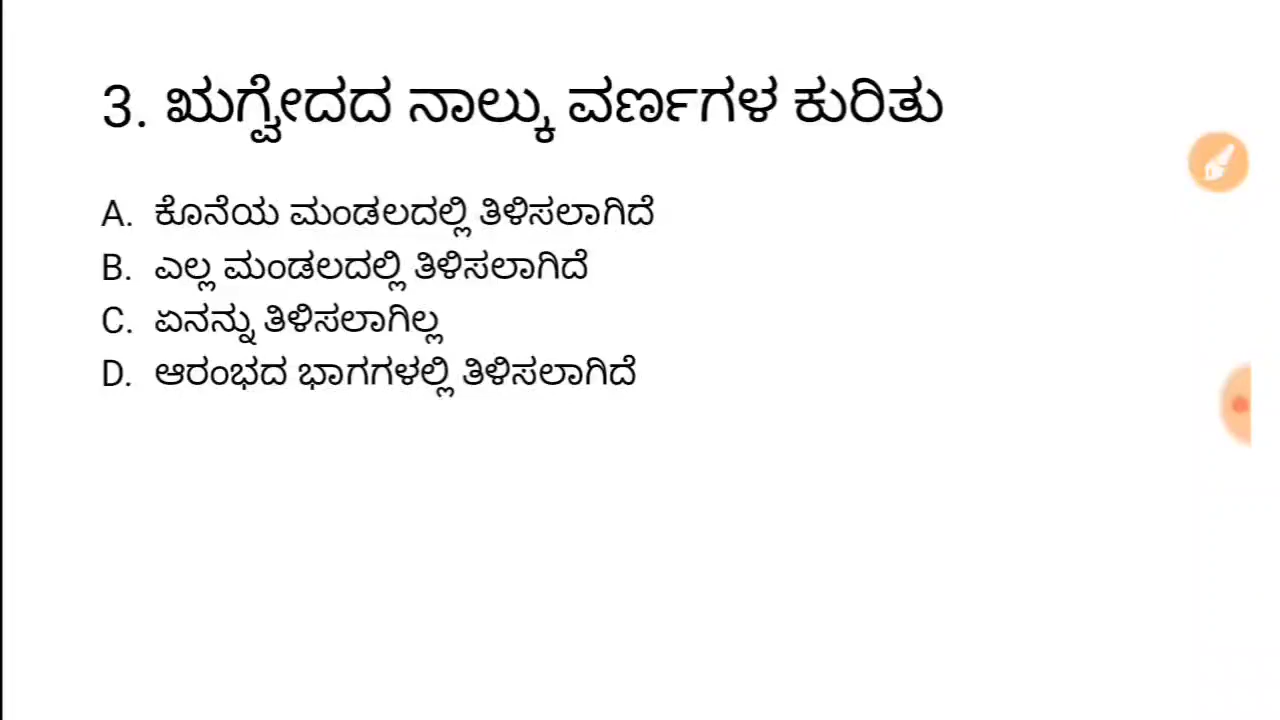 3. ಋಗ್ವೇದದ ನಾಲ್ಕು ವರ್ಣಗಳ ಕುರಿತು
A. ಕೊನೆಯ ಮಂಡಲದಲ್ಲಿ ತಿಳಿಸಲಾಗಿದೆ
B. ಎಲ್ಲ ಮಂಡಲದಲ್ಲಿ ತಿಳಿಸಲಾಗಿದೆ
C. ಏನನ್ನು ತಿಳಿಸಲಾಗಿಲ್ಲ
D. ಆರಂಭದ ಭಾಗಗಳಲ್ಲಿ ತಿಳಿಸಲಾಗಿದೆ